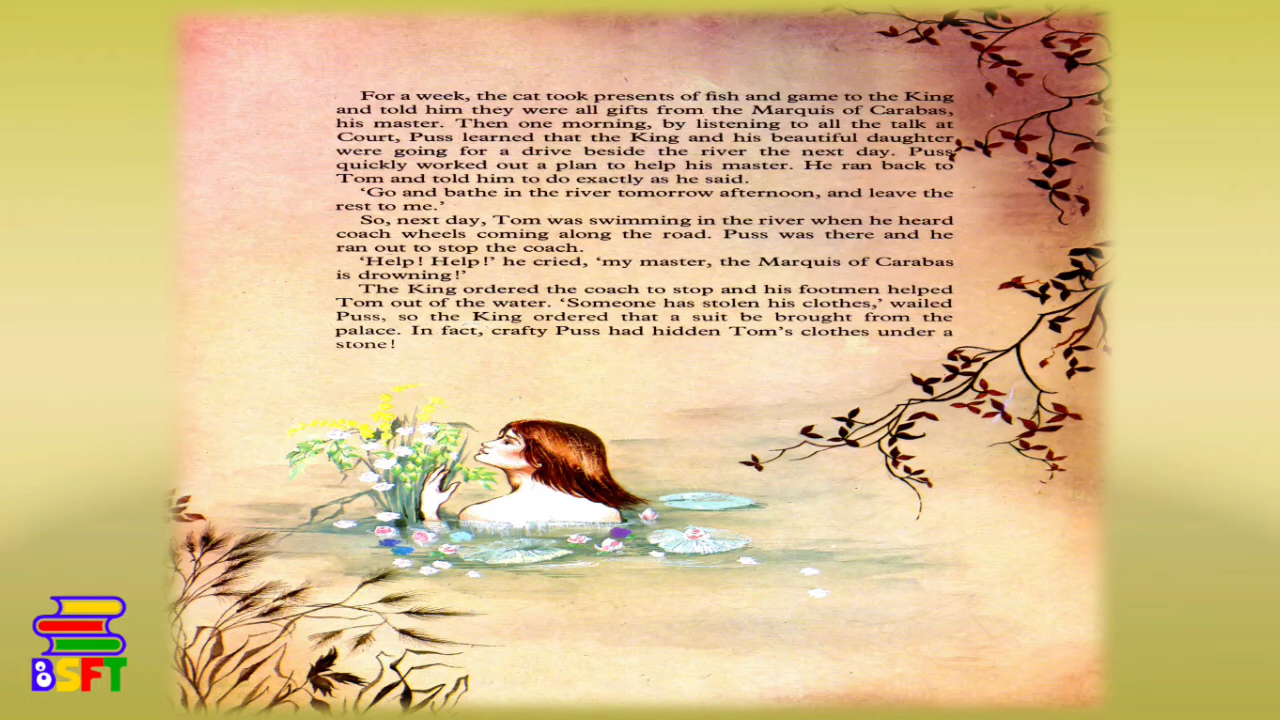 For a week, the cat took presents of fish and game to the King
and told him they were all gifts from the Marquis of Carabas,
his master. Then one morning, by listening to all the talk at
Court, Puss learned that the King and his beautiful daughter
were going for a drive beside the river the next day. Puss
quickly worked out a plan to help his master. He ran back to
Tom and told him to do exactly as he said.
‘Go and bathe in the river tomorrow afternoon, and leave the
rest to me.’
So, next day, Tom was swimming in the river when he heard
coach wheels coming along the road. Puss was there and he
ran out to stop the coach.
‘Help! Help!’ he cried, ‘my master, the Marquis of Carabas
is drowning!’
The King ordered the coach to stop and his footmen helped
Tom out of the water. ‘Someone has stolen his clothes,’ wailed
Puss, so the King ordered that a suit be brought from the
palace. In fact, crafty Puss had hidden Tom’s clothes under a
stone!
BSFT